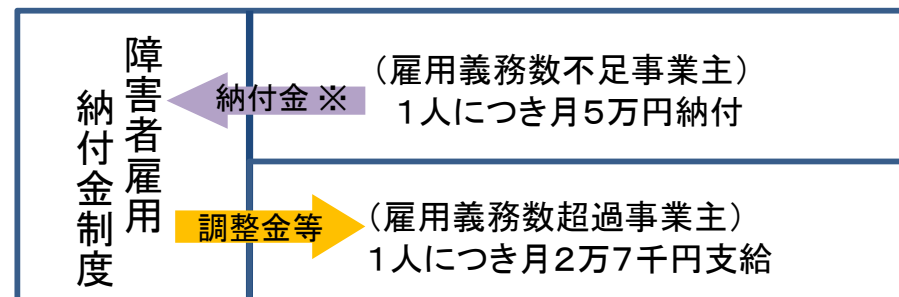 障害者雇用
納付金制度
納付金 ※
（雇用義務数不足事業主）
１人につき月５万円納付
調整金等
（雇用義務数超過事業主）
１人につき月２万７千円支給